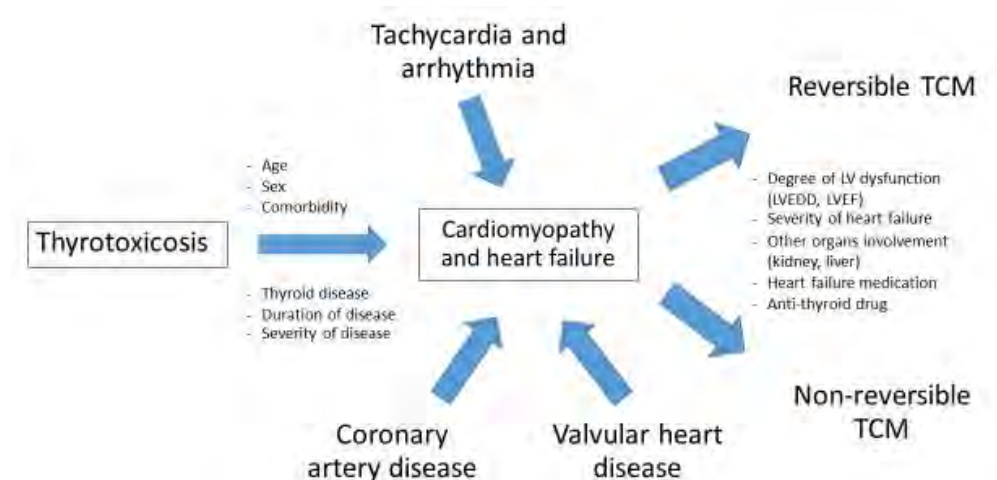 Tachycardia and
arrhythmia
Reversible TCM
- Age
- Sex
- Comorbidity
Thyrotoxicosis
- Thyroid disease
- Duration of disease
- Severity of disease
Cardiomyopathy
and heart failure
- Degree of LV dysfunction
(LVEDD, LVEF)
- Severity of heart failure
- Other organs involvement
(kidney, liver)
- Heart failure medication
- Anti-thyroid drug
Coronary
artery disease
Valvular heart
disease
Non-reversible
TCM